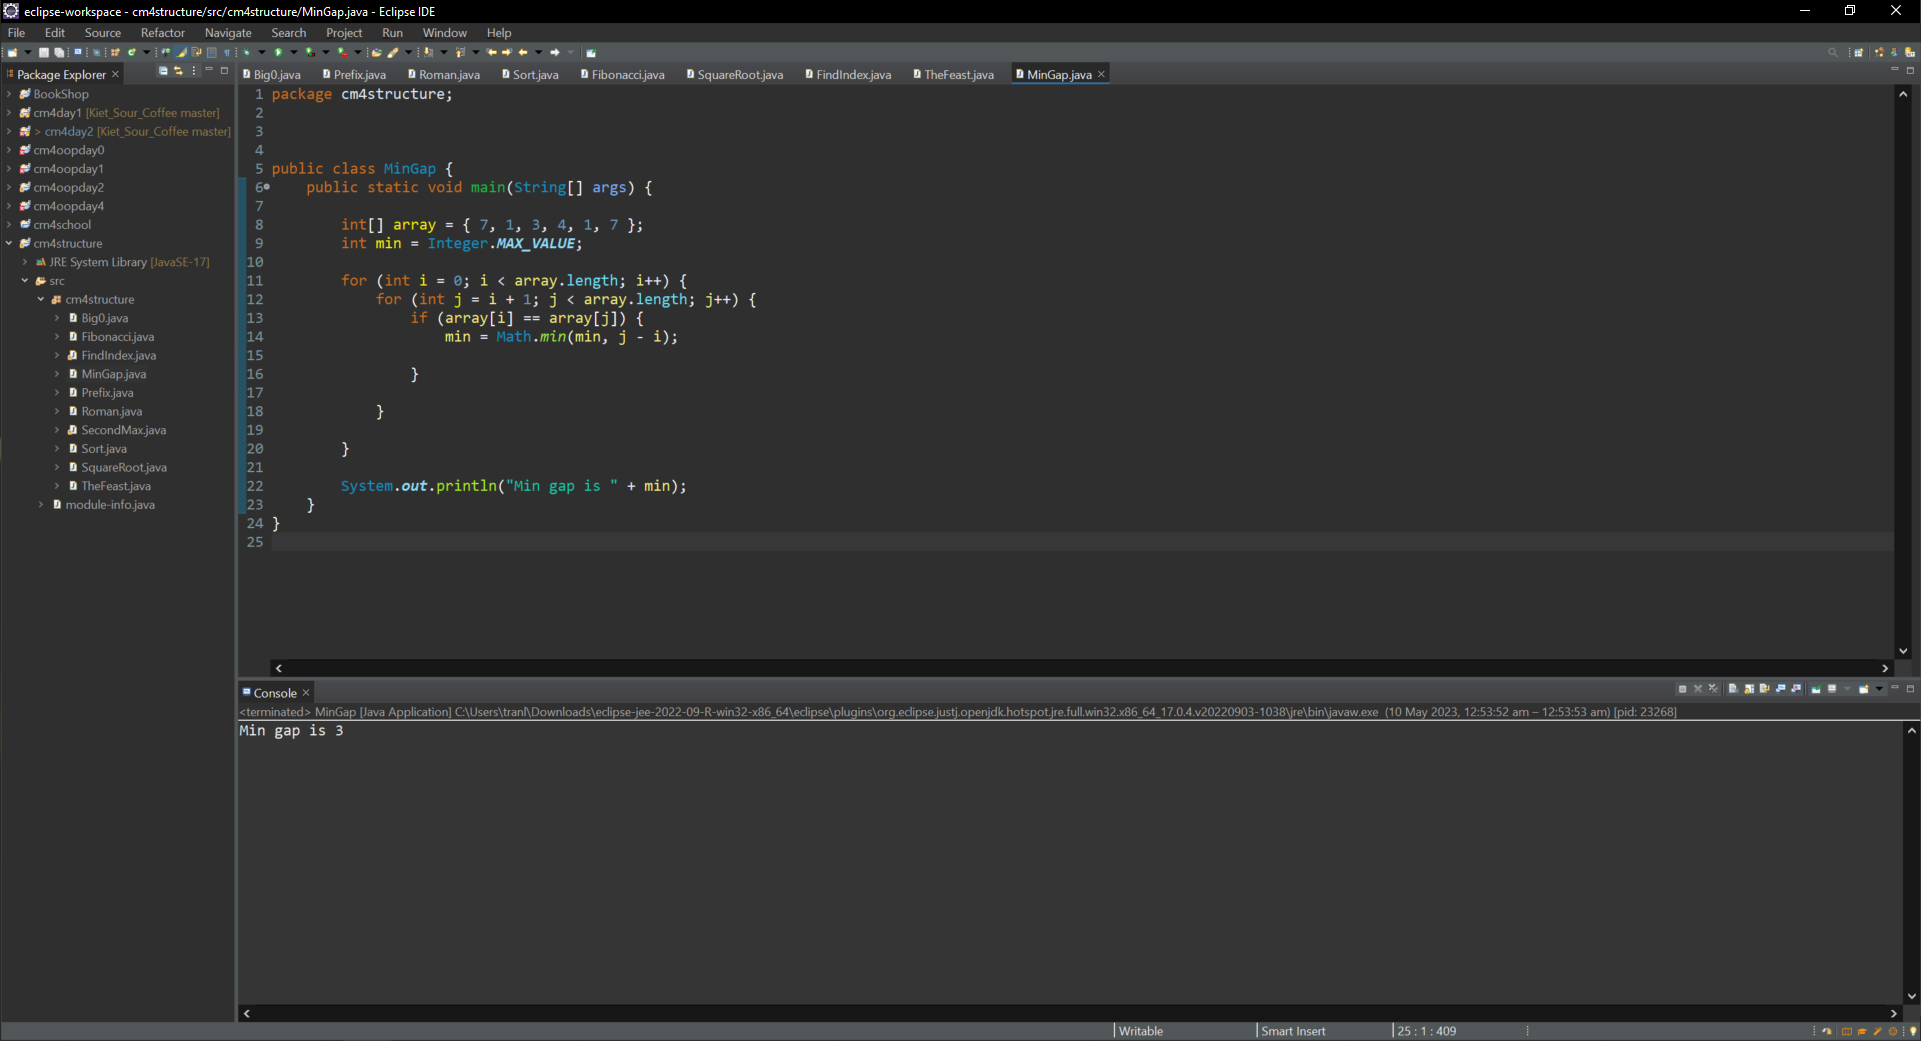 eclipse-workspace - cm4structure/src/cm4structure/MinGap.java - Eclipse IDE
File Edit Source Refactor Navigate Search Project Run Window Help
Package Explorer
BookShop
cm4day1 [Kiet_Sour_Coffee master]
> cm4day2 [Kiet_Sour_Coffee master]
cm4oopday0
cm4oopday1
cm4oopday2
cm4oopday4
cm4school
cm4structure
JRE System Library [JavaSE-17]
src
cm4structure
Big0.java
Fibonacci.java
FindIndex.java
MinGap.java
Prefix.java
Roman.java
SecondMax.java
Sort.java
SquareRoot.java
TheFeast.java
module-info.java
Big0.java Prefix.java Roman.java Sort.java Fibonacci.java SquareRoot.java FindIndex.java TheFeast.java MinGap.java
1 package cm4structure;
2
3
4
5 public class MinGap {
6 public static void main(String[] args) {
7
8 int[] array = { 7, 1, 3, 4, 1, 7 };
9 int min = Integer.MAX_VALUE;
10
11 for (int i = 0; i < array.length; i++) {
12 for (int j = i + 1; j < array.length; j++) {
13 if (array[i] == array[j]) {
14 min = Math.min(min, j - i);
15
16 }
17
18 }
19
20 }
21
22 System.out.println("Min gap is " + min);
23 }
24 }
25
Console
<terminated> MinGap [Java Application] C:\Users\tranl\Downloads\eclipse-jee-2022-09-R-win32-x86_64\eclipse\plugins\org.eclipse.justj.openjdk.hotspot.jre.full.win32.x86_64_17.0.4.v20220903-1038\jre\bin\javaw.exe (10 May 2023, 12:53:52 am – 12:53:53 am) [pid: 23268]
Min gap is 3
Writable Smart Insert 25 : 1 : 409